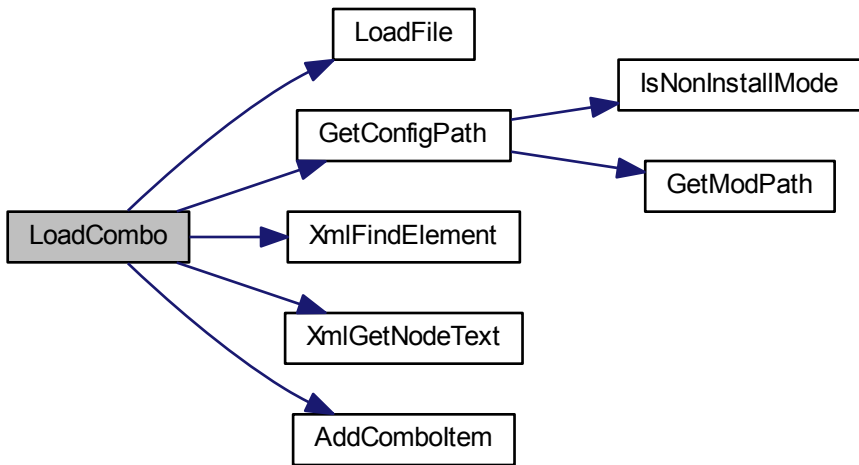 LoadFile
IsNonInstallMode
GetConfigPath
GetModPath
LoadCombo
XmlFindElement
XmlGetNodeText
AddComboItem